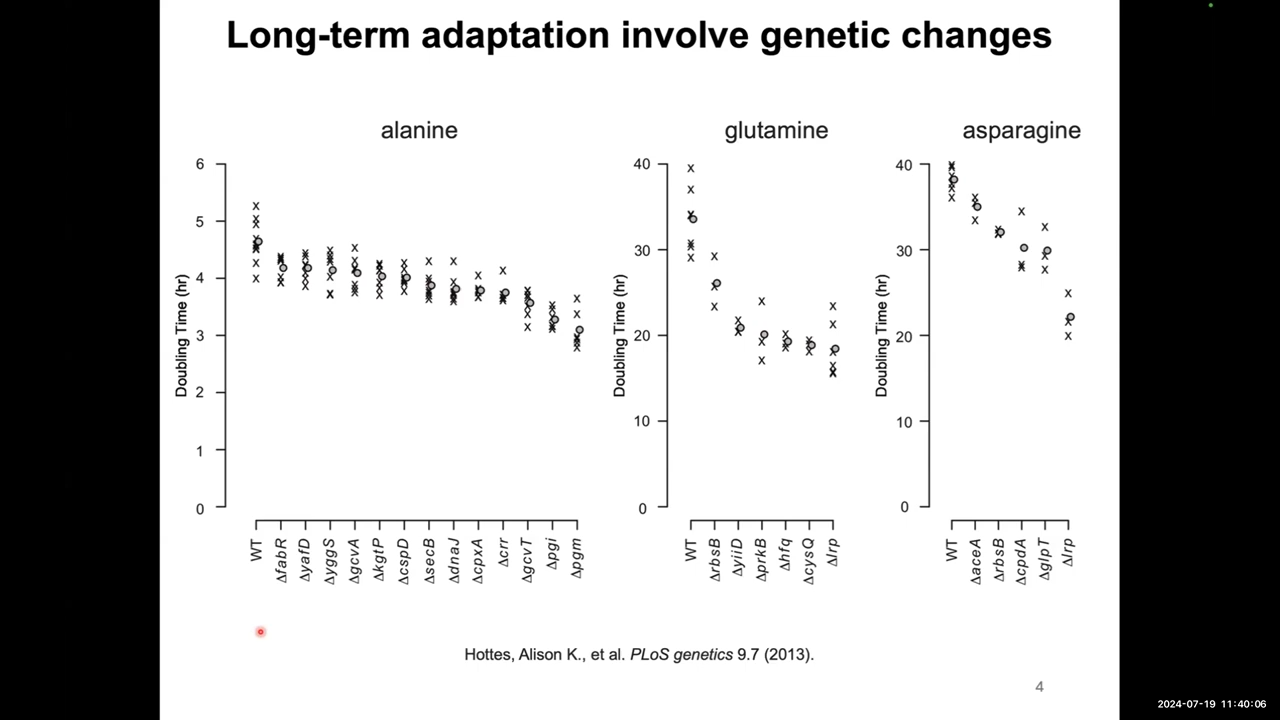 Long-term adaptation involve genetic changes
alanine
glutamine
asparagine
Doubling Time (hr)
6
5
4
3
2
1
0
WT
ΔfabR
ΔyafD
ΔyggS
ΔgcvA
ΔkgtP
ΔcspD
ΔsecB
ΔdnaJ
ΔcpxA
Δcrr
ΔgcvT
Δpgi
Δpgm
Doubling Time (hr)
40
30
20
10
0
WT
ΔrbsB
ΔyiiD
ΔprkB
Δhfq
ΔcysQ
Δlrp
Doubling Time (hr)
40
30
20
10
0
WT
ΔaceA
ΔrbsB
ΔcpdA
ΔglpT
Δlrp
Hottes, Alison K., et al. PLoS genetics 9.7 (2013).
4
2024-07-19 11:40:06